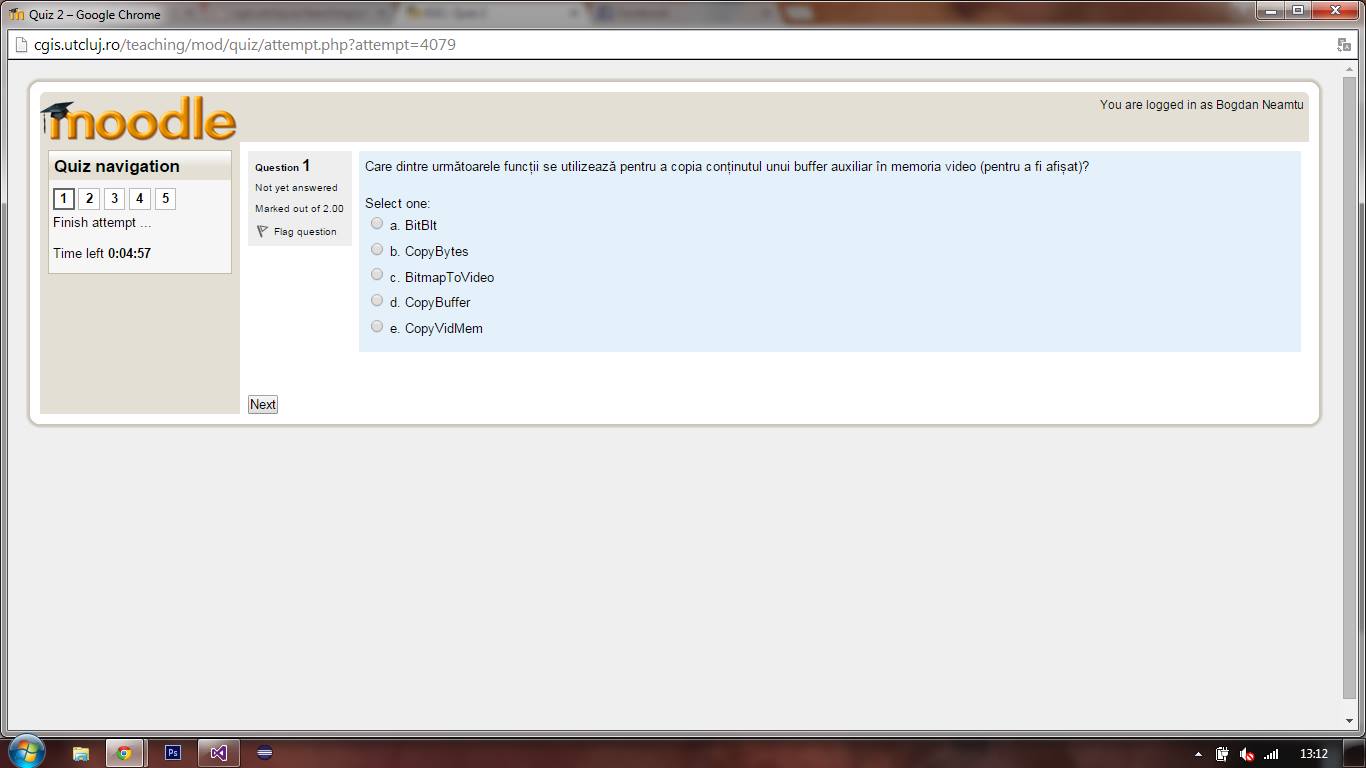 Quiz 2 – Google Chrome
cgis.utcluj.ro/teaching/mod/quiz/attempt.php?attempt=4079
moodle
You are logged in as Bogdan Neamtu
Quiz navigation
1 2 3 4 5
Finish attempt ...
Time left 0:04:57
Question 1
Not yet answered
Marked out of 2.00
Flag question
Care dintre următoarele funcții se utilizează pentru a copia conținutul unui buffer auxiliar în memoria video (pentru a fi afișat)?
Select one:
a. BitBlt
b. CopyBytes
c. BitmapToVideo
d. CopyBuffer
e. CopyVidMem
Next
Ps
13:12